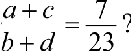 a + c / b + d = 7 / 23 ?